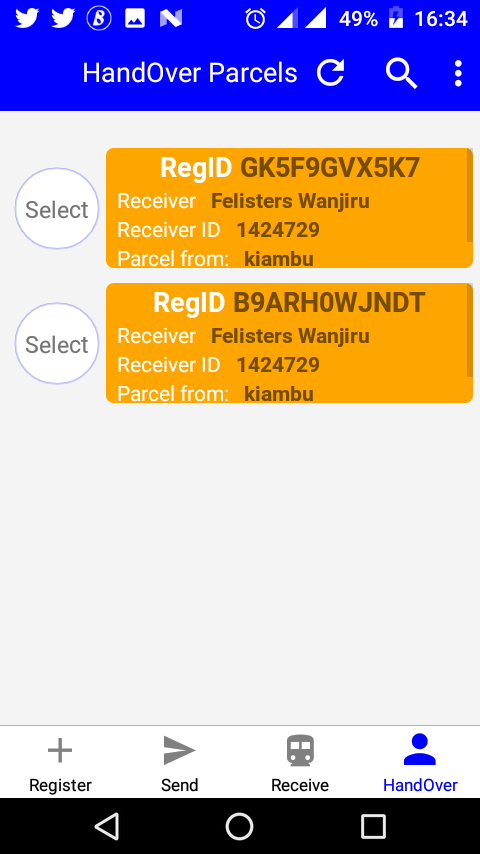 49% 16:34
HandOver Parcels
RegID GK5F9GVX5K7
Select
Receiver Felisters Wanjiru
Receiver ID 1424729
Parcel from: kiambu
RegID B9ARH0WJNDT
Select
Receiver Felisters Wanjiru
Receiver ID 1424729
Parcel from: kiambu
Register Send Receive HandOver